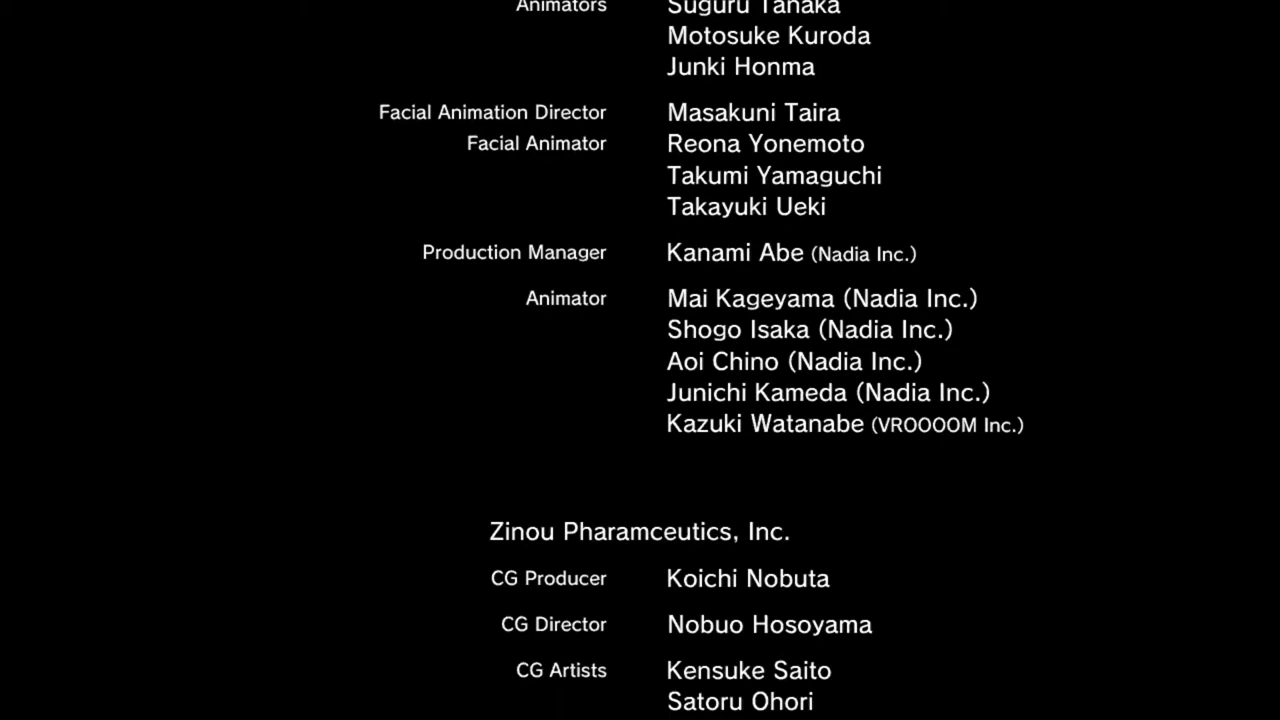 Animators Suguru Tanaka
Motosuke Kuroda
Junki Honma
Facial Animation Director Masakuni Taira
Facial Animator Reona Yonemoto
Takumi Yamaguchi
Takayuki Ueki
Production Manager Kanami Abe (Nadia Inc.)
Animator Mai Kageyama (Nadia Inc.)
Shogo Isaka (Nadia Inc.)
Aoi Chino (Nadia Inc.)
Junichi Kameda (Nadia Inc.)
Kazuki Watanabe (VROOOOM Inc.)
Zinou Pharamceutics, Inc.
CG Producer Koichi Nobuta
CG Director Nobuo Hosoyama
CG Artists Kensuke Saito
Satoru Ohori